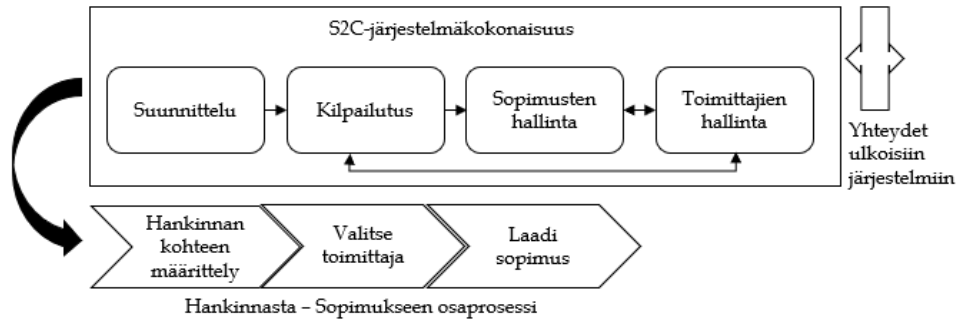 S2C-järjestelmäkokonaisuus
Suunnittelu
Kilpailutus
Sopimusten
hallinta
Toimittajien
hallinta
Yhteydet
ulkoisiin
järjestelmiin
Hankinnan
kohteen
määrittely
Valitse
toimittaja
Laadi
sopimus
Hankinnasta – Sopimukseen osaprosessi